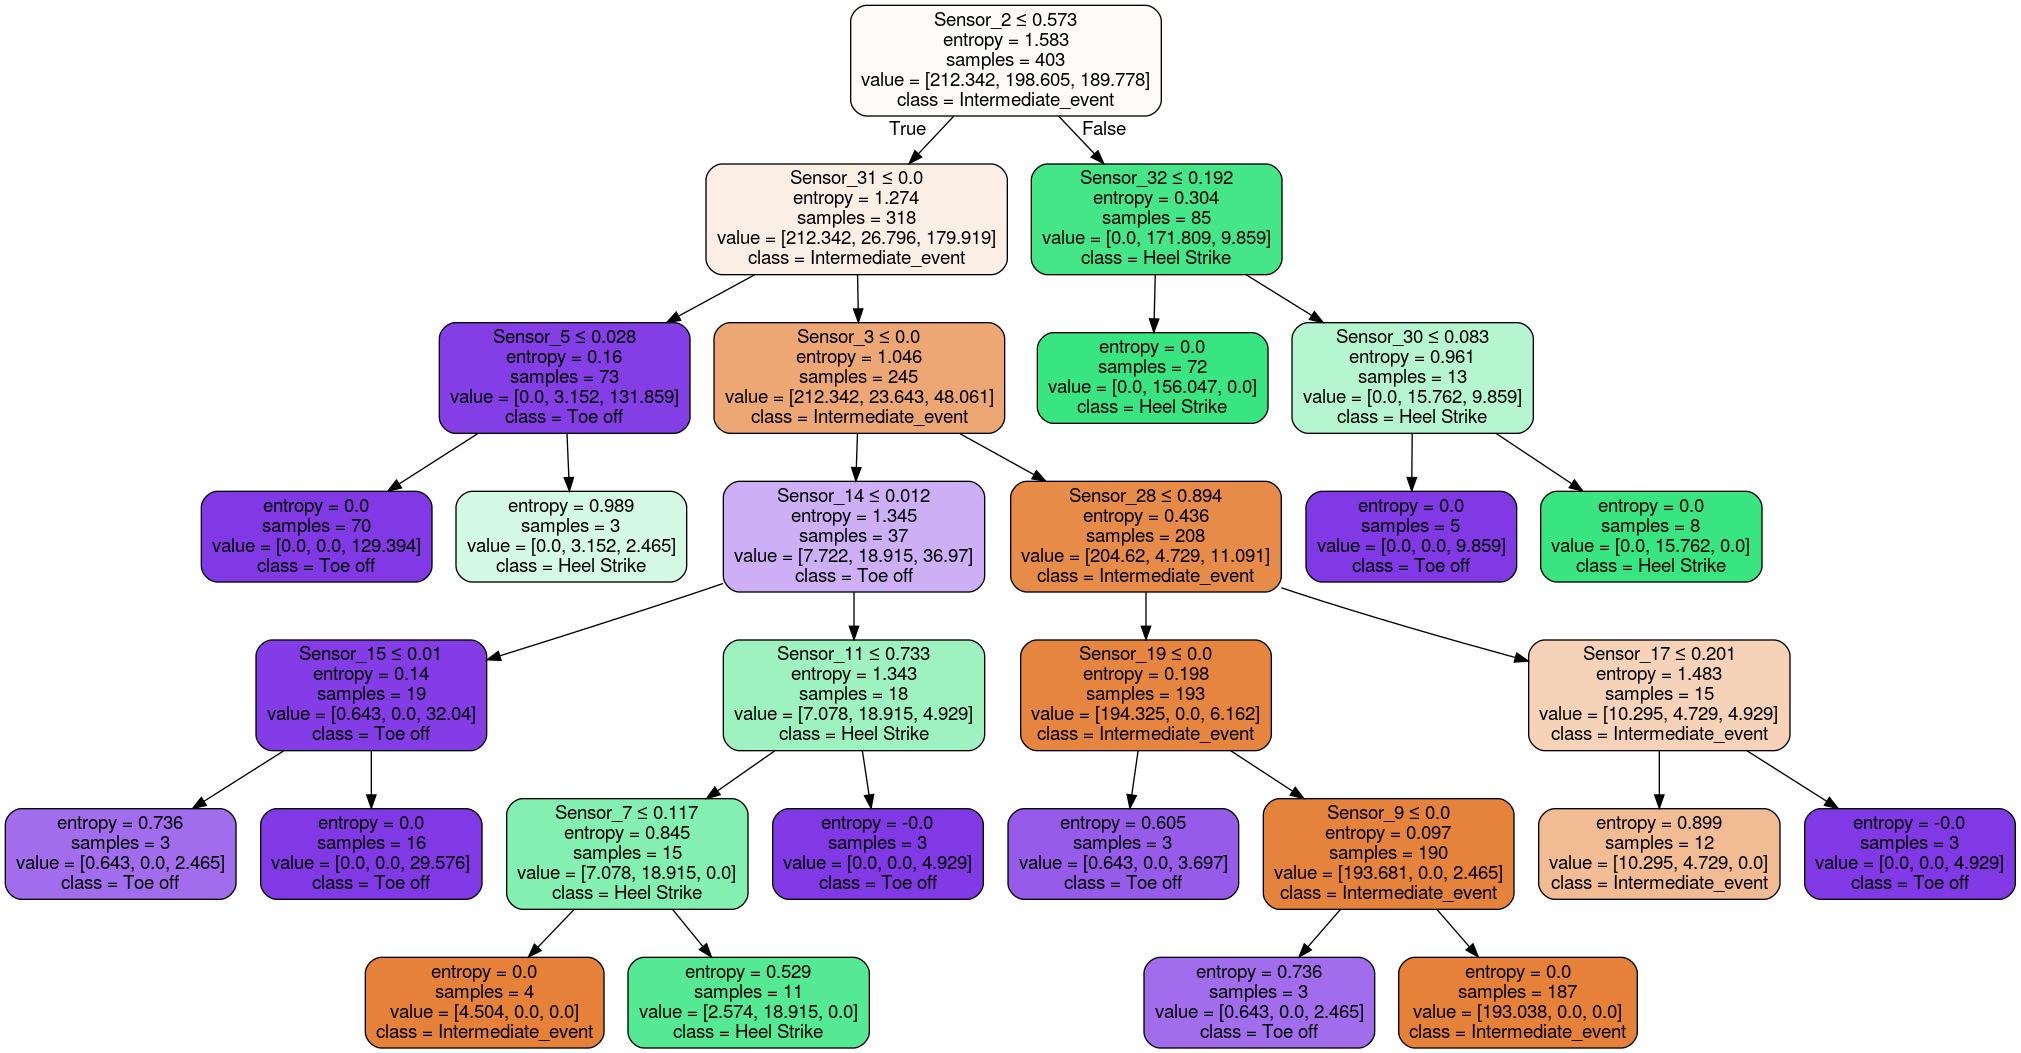 Sensor_2 ≤ 0.573
entropy = 1.583
samples = 403
value = [212.342, 198.605, 189.778]
class = Intermediate_event
True
False
Sensor_31 ≤ 0.0
entropy = 1.274
samples = 318
value = [212.342, 26.796, 179.919]
class = Intermediate_event
Sensor_32 ≤ 0.192
entropy = 0.304
samples = 85
value = [0.0, 171.809, 9.859]
class = Heel Strike
Sensor_5 ≤ 0.028
entropy = 0.16
samples = 73
value = [0.0, 3.152, 131.859]
class = Toe off
Sensor_3 ≤ 0.0
entropy = 1.046
samples = 245
value = [212.342, 23.643, 48.061]
class = Intermediate_event
entropy = 0.0
samples = 72
value = [0.0, 156.047, 0.0]
class = Heel Strike
Sensor_30 ≤ 0.083
entropy = 0.961
samples = 13
value = [0.0, 15.762, 9.859]
class = Heel Strike
entropy = 0.0
samples = 70
value = [0.0, 0.0, 129.394]
class = Toe off
entropy = 0.989
samples = 3
value = [0.0, 3.152, 2.465]
class = Heel Strike
Sensor_14 ≤ 0.012
entropy = 1.345
samples = 37
value = [7.722, 18.915, 36.97]
class = Toe off
Sensor_28 ≤ 0.894
entropy = 0.436
samples = 208
value = [204.62, 4.729, 11.091]
class = Intermediate_event
entropy = 0.0
samples = 5
value = [0.0, 0.0, 9.859]
class = Toe off
entropy = 0.0
samples = 8
value = [0.0, 15.762, 0.0]
class = Heel Strike
Sensor_15 ≤ 0.01
entropy = 0.14
samples = 19
value = [0.643, 0.0, 32.04]
class = Toe off
Sensor_11 ≤ 0.733
entropy = 1.343
samples = 18
value = [7.078, 18.915, 4.929]
class = Heel Strike
Sensor_19 ≤ 0.0
entropy = 0.198
samples = 193
value = [194.325, 0.0, 6.162]
class = Intermediate_event
Sensor_17 ≤ 0.201
entropy = 1.483
samples = 15
value = [10.295, 4.729, 4.929]
class = Intermediate_event
entropy = 0.736
samples = 3
value = [0.643, 0.0, 2.465]
class = Toe off
entropy = 0.0
samples = 16
value = [0.0, 0.0, 29.576]
class = Toe off
Sensor_7 ≤ 0.117
entropy = 0.845
samples = 15
value = [7.078, 18.915, 0.0]
class = Heel Strike
entropy = -0.0
samples = 3
value = [0.0, 0.0, 4.929]
class = Toe off
entropy = 0.605
samples = 3
value = [0.643, 0.0, 3.697]
class = Toe off
Sensor_9 ≤ 0.0
entropy = 0.097
samples = 190
value = [193.681, 0.0, 2.465]
class = Intermediate_event
entropy = 0.899
samples = 12
value = [10.295, 4.729, 0.0]
class = Intermediate_event
entropy = -0.0
samples = 3
value = [0.0, 0.0, 4.929]
class = Toe off
entropy = 0.0
samples = 4
value = [4.504, 0.0, 0.0]
class = Intermediate_event
entropy = 0.529
samples = 11
value = [2.574, 18.915, 0.0]
class = Heel Strike
entropy = 0.736
samples = 3
value = [0.643, 0.0, 2.465]
class = Toe off
entropy = 0.0
samples = 187
value = [193.038, 0.0, 0.0]
class = Intermediate_event